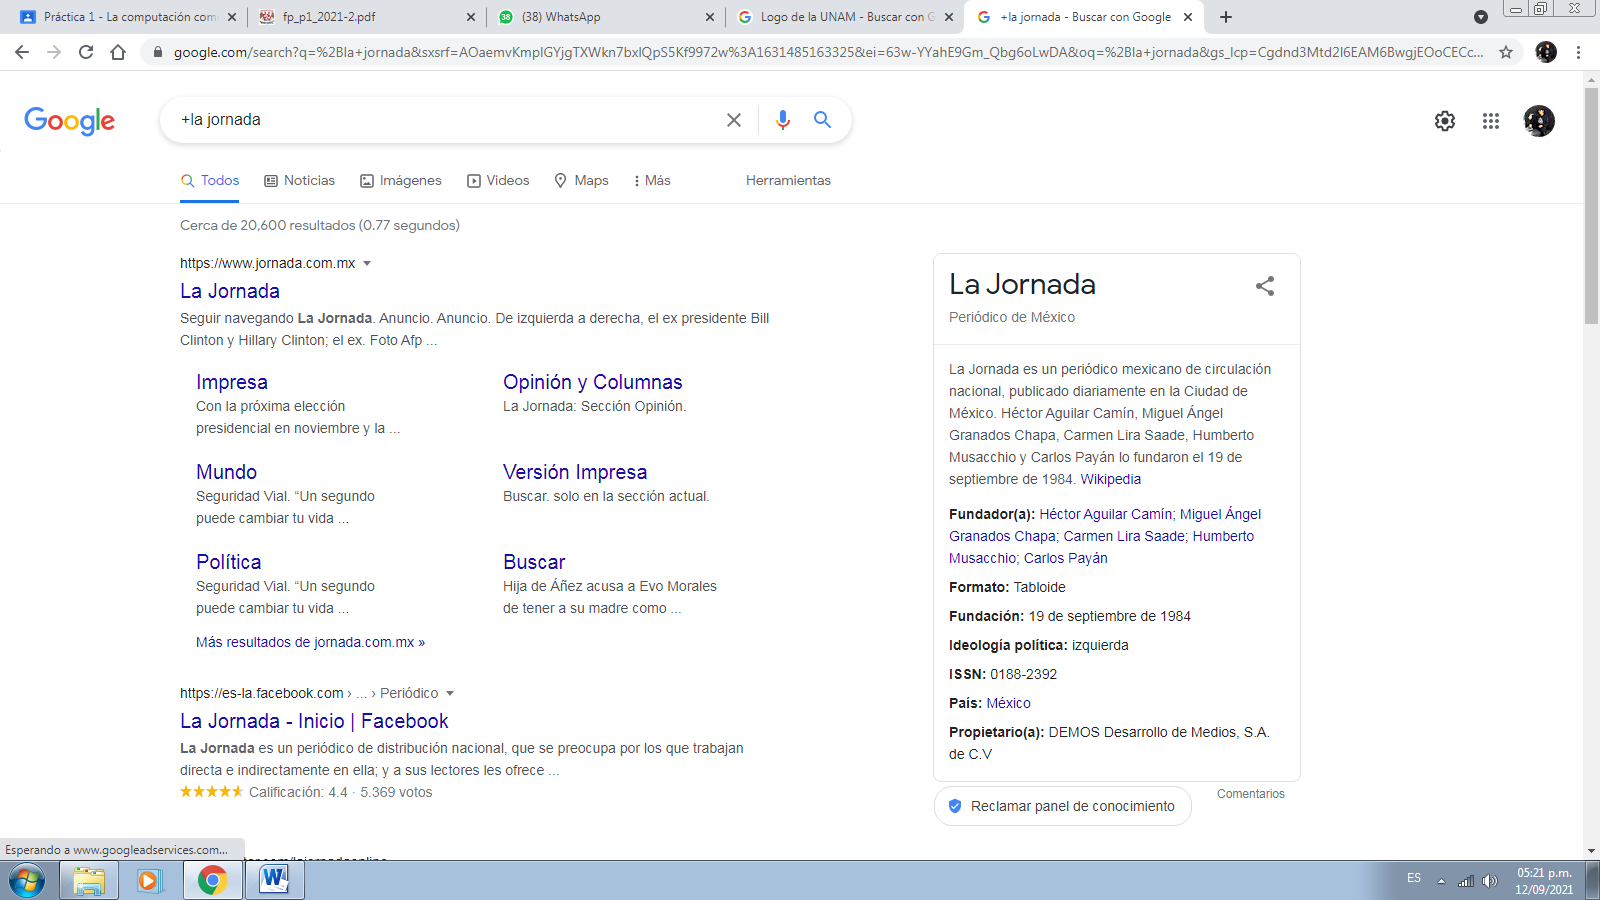 Práctica 1 - La computación com
fp_p1_2021-2.pdf
(38) WhatsApp
Logo de la UNAM - Buscar con G
+la jornada - Buscar con Google
google.com/search?q=%2Bla+jornada&sxsrf=AOaemvKmplGYjgTXWkn7bxlQpS5Kf9972w%3A1631485163325&ei=63w-YYahE9Gm_Qbg6oLwDA&oq=%2Bla+jornada&gs_lcp=Cgdnd3Mtd2l6EAM6BwgjEOoCECc...
Google
+la jornada
Todos
Noticias
Imágenes
Videos
Maps
Más
Herramientas
Cerca de 20,600 resultados (0.77 segundos)
https://www.jornada.com.mx
La Jornada
Seguir navegando La Jornada. Anuncio. Anuncio. De izquierda a derecha, el ex presidente Bill
Clinton y Hillary Clinton; el ex. Foto Afp ...
Impresa
Con la próxima elección
presidencial en noviembre y la ...
Opinión y Columnas
La Jornada: Sección Opinión.
Mundo
Seguridad Vial. “Un segundo
puede cambiar tu vida ...
Versión Impresa
Buscar. solo en la sección actual.
Política
Seguridad Vial. “Un segundo
puede cambiar tu vida ...
Buscar
Hija de Áñez acusa a Evo Morales
de tener a su madre como ...
Más resultados de jornada.com.mx »
https://es-la.facebook.com › ... › Periódico
La Jornada - Inicio | Facebook
La Jornada es un periódico de distribución nacional, que se preocupa por los que trabajan
directa e indirectamente en ella; y a sus lectores les ofrece ...
Calificación: 4.4 · 5.369 votos
La Jornada
Periódico de México
La Jornada es un periódico mexicano de circulación
nacional, publicado diariamente en la Ciudad de
México. Héctor Aguilar Camín, Miguel Ángel
Granados Chapa, Carmen Lira Saade, Humberto
Musacchio y Carlos Payán lo fundaron el 19 de
septiembre de 1984. Wikipedia
Fundador(a): Héctor Aguilar Camín; Miguel Ángel
Granados Chapa; Carmen Lira Saade; Humberto
Musacchio; Carlos Payán
Formato: Tabloide
Fundación: 19 de septiembre de 1984
Ideología política: izquierda
ISSN: 0188-2392
País: México
Propietario(a): DEMOS Desarrollo de Medios, S.A.
de C.V
Reclamar panel de conocimiento
Comentarios
Esperando a www.googleadservices.com...
ES
05:21 p.m.
12/09/2021